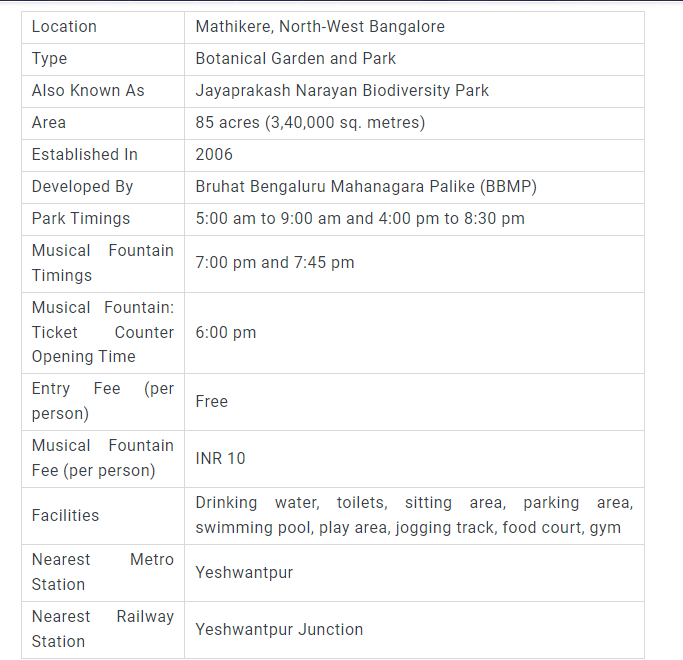 Location Mathikere, North-West Bangalore
Type Botanical Garden and Park
Also Known As Jayaprakash Narayan Biodiversity Park
Area 85 acres (3,40,000 sq. metres)
Established In 2006
Developed By Bruhat Bengaluru Mahanagara Palike (BBMP)
Park Timings 5:00 am to 9:00 am and 4:00 pm to 8:30 pm
Musical Fountain
Timings
7:00 pm and 7:45 pm
Musical Fountain:
Ticket Counter
Opening Time
6:00 pm
Entry Fee (per
person)
Free
Musical Fountain
Fee (per person)
INR 10
Facilities
Drinking water, toilets, sitting area, parking area,
swimming pool, play area, jogging track, food court, gym
Nearest Metro
Station
Yeshwantpur
Nearest Railway
Station
Yeshwantpur Junction